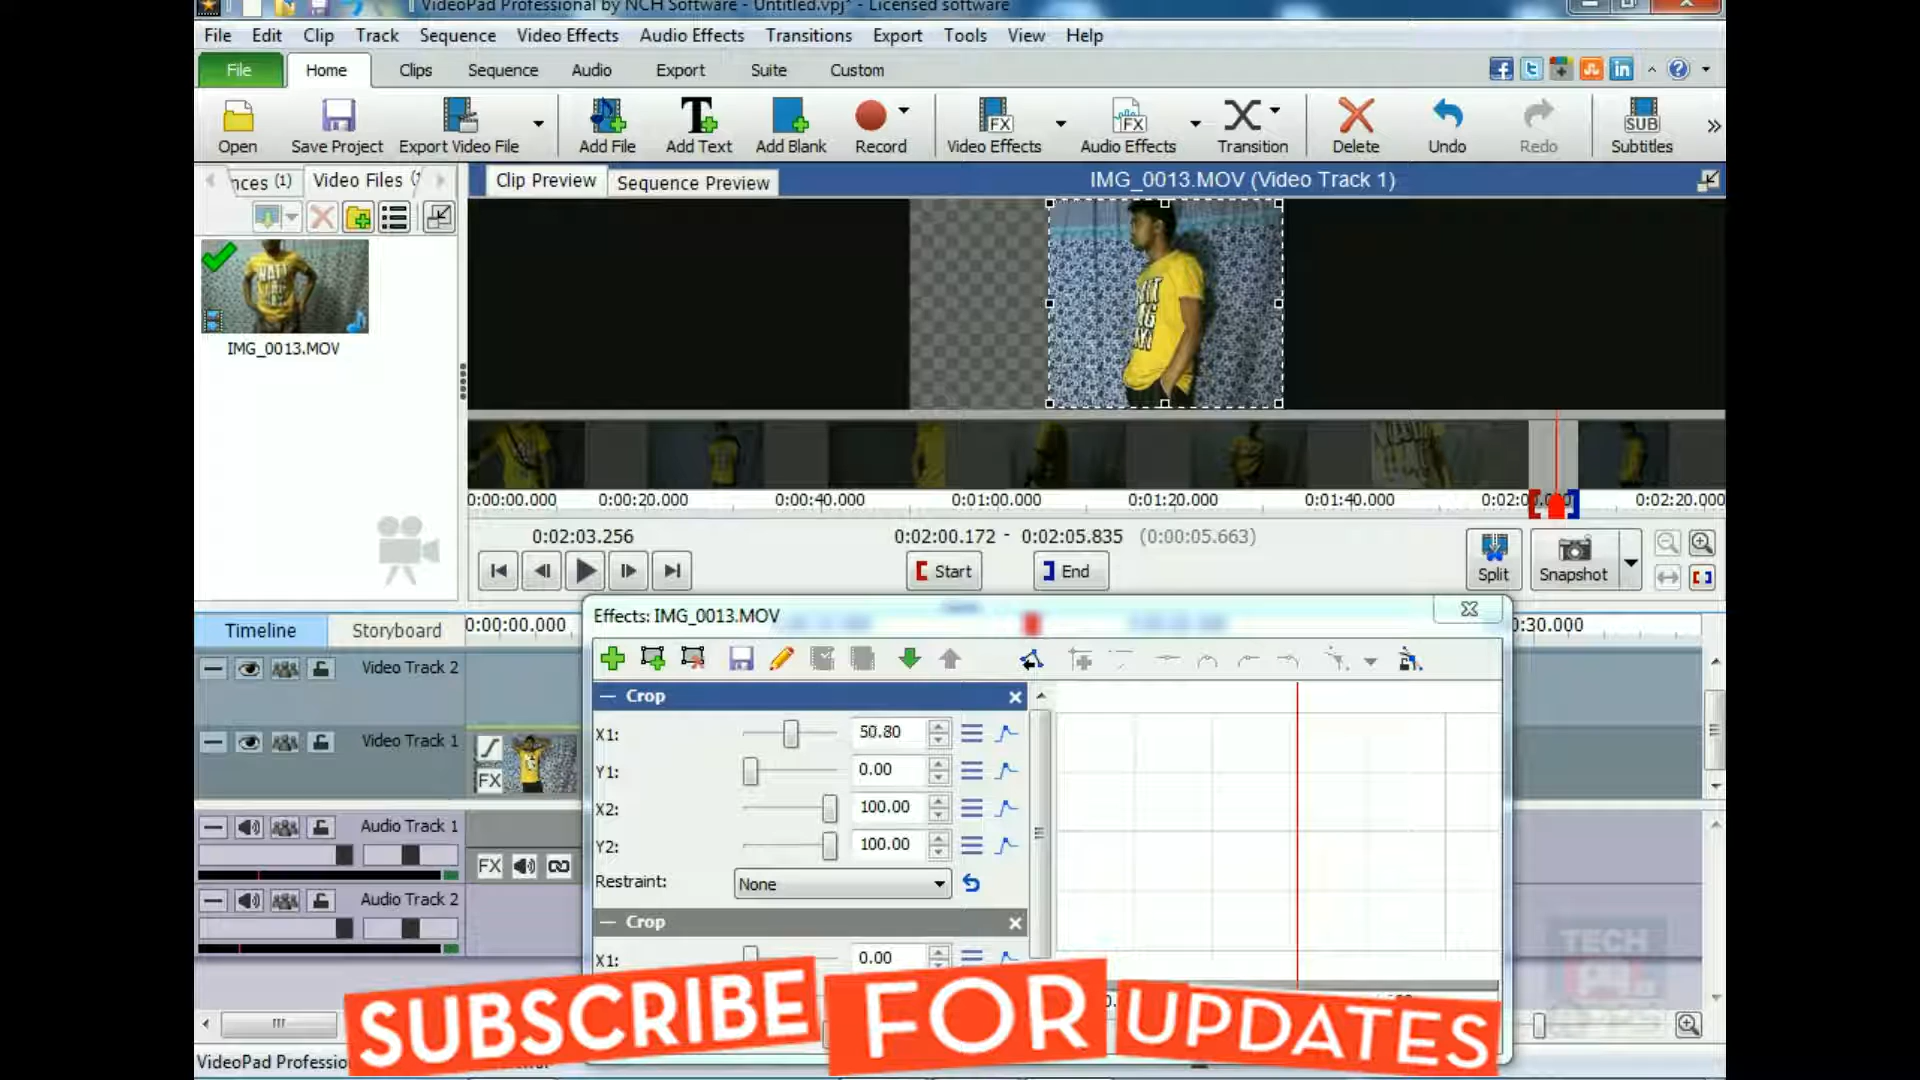 VideoPad Professional by NCH Software - Untitled.vpj* - Licensed software
File Edit Clip Track Sequence Video Effects Audio Effects Transitions Export Tools View Help
File Home Clips Sequence Audio Export Suite Custom
Open Save Project Export Video File Add File Add Text Add Blank Record Video Effects Audio Effects Transition Delete Undo Redo Subtitles
nces (1) Video Files (
Clip Preview Sequence Preview IMG_0013.MOV (Video Track 1)
IMG_0013.MOV
0:00:00.000 0:00:20.000 0:00:40.000 0:01:00.000 0:01:20.000 0:01:40.000 0:02:20.000
0:02:03.256 0:02:00.172 - 0:02:05.835 (0:00:05.663)
Start End Split Snapshot
Timeline Storyboard 0:00:00.000 0:30.000
Effects: IMG_0013.MOV
Video Track 2
Crop
Video Track 1
X1: 50.80
Y1: 0.00
FX
X2: 100.00
Audio Track 1
Y2: 100.00
FX
Restraint: None
Audio Track 2
Crop
X1: 0.00
TECH
SUBSCRIBE FOR UPDATES
VideoPad Professio